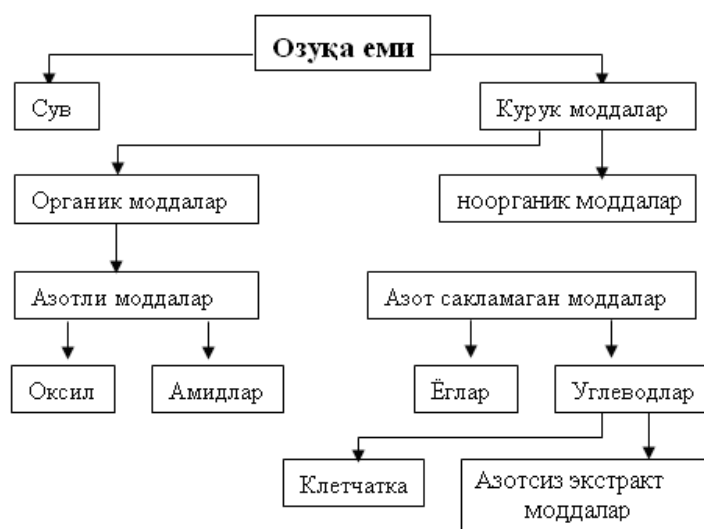 Озуқа еми
Сув
Курук моддалар
Органик моддалар
ноорганик моддалар
Азотли моддалар
Азот сакламаган моддалар
Оксил
Амидлар
Ёглар
Углеводлар
Клетчатка
Азотсиз экстракт
моддалар